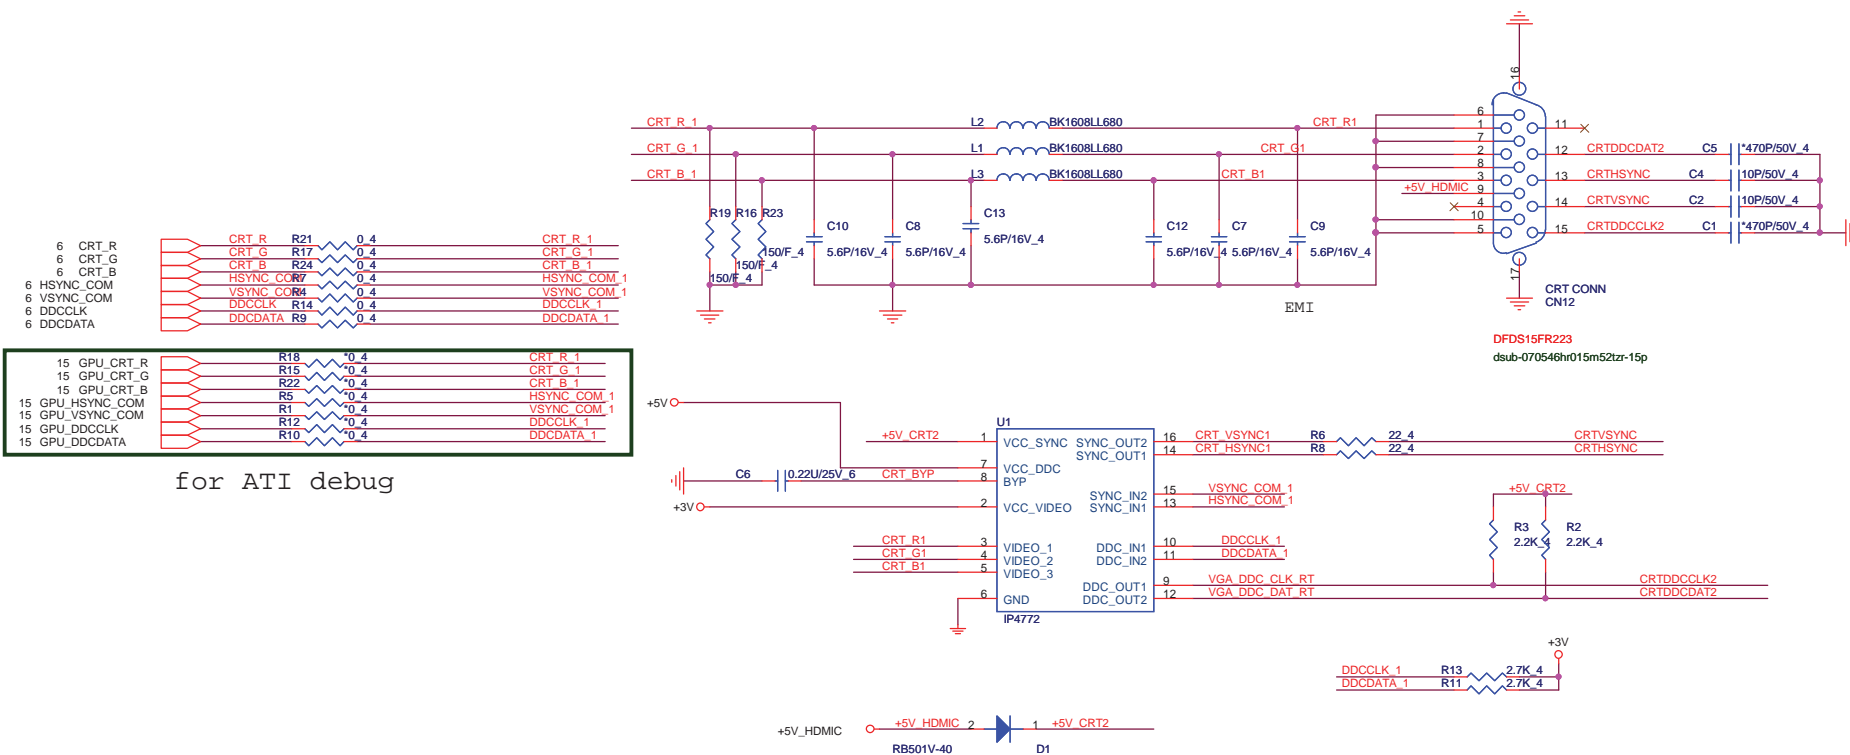 16
CRT_R_1 L2 BK1608LL680 CRT_R1
CRT_G_1 L1 BK1608LL680 CRT_G1
CRT_B_1 L3 BK1608LL680 CRT_B1
+5V_HDMIC
6
1
7
2
8
3
9
4
10
5
11
12 CRTDDCDAT2 C5 *470P/50V_4
13 CRTHSYNC C4 10P/50V_4
14 CRTVSYNC C2 10P/50V_4
15 CRTDDCCLK2 C1 *470P/50V_4
17
R19 R16 R23
150/F_4
150/F_4
150/F_4
C10 5.6P/16V_4
C8 5.6P/16V_4
C13 5.6P/16V_4
C12 5.6P/16V_4
C7 5.6P/16V_4
C9 5.6P/16V_4
EMI
CRT CONN
CN12
DFDS15FR223
dsub-070546hr015m52tzr-15p
6 CRT_R CRT_R R21 0_4 CRT_R_1
6 CRT_G CRT_G R17 0_4 CRT_G_1
6 CRT_B CRT_B R24 0_4 CRT_B_1
6 HSYNC_COM HSYNC_COM R7 0_4 HSYNC_COM_1
6 VSYNC_COM VSYNC_COM R4 0_4 VSYNC_COM_1
6 DDCCLK DDCCLK R14 0_4 DDCCLK_1
6 DDCDATA DDCDATA R9 0_4 DDCDATA_1
15 GPU_CRT_R R18 *0_4 CRT_R_1
15 GPU_CRT_G R15 *0_4 CRT_G_1
15 GPU_CRT_B R22 *0_4 CRT_B_1
15 GPU_HSYNC_COM R5 *0_4 HSYNC_COM_1
15 GPU_VSYNC_COM R1 *0_4 VSYNC_COM_1
15 GPU_DDCCLK R12 *0_4 DDCCLK_1
15 GPU_DDCDATA R10 *0_4 DDCDATA_1
for ATI debug
+5V
U1
+5V_CRT2 1 VCC_SYNC
7 VCC_DDC
C6 0.22U/25V_6 CRT_BYP 8 BYP
+3V 2 VCC_VIDEO
CRT_R1 3 VIDEO_1
CRT_G1 4 VIDEO_2
CRT_B1 5 VIDEO_3
6 GND
IP4772
SYNC_OUT2 16 CRT_VSYNC1 R6 22_4 CRTVSYNC
SYNC_OUT1 14 CRT_HSYNC1 R8 22_4 CRTHSYNC
SYNC_IN2 15 VSYNC_COM_1
SYNC_IN1 13 HSYNC_COM_1
DDC_IN1 10 DDCCLK_1
DDC_IN2 11 DDCDATA_1
DDC_OUT1 9 VGA_DDC_CLK_RT CRTDDCCLK2
DDC_OUT2 12 VGA_DDC_DAT_RT CRTDDCDAT2
+5V_CRT2
R3 2.2K_4
R2 2.2K_4
+3V
DDCCLK_1 R13 2.7K_4
DDCDATA_1 R11 2.7K_4
+5V_HDMIC +5V_HDMIC 2 1 +5V_CRT2
RB501V-40 D1